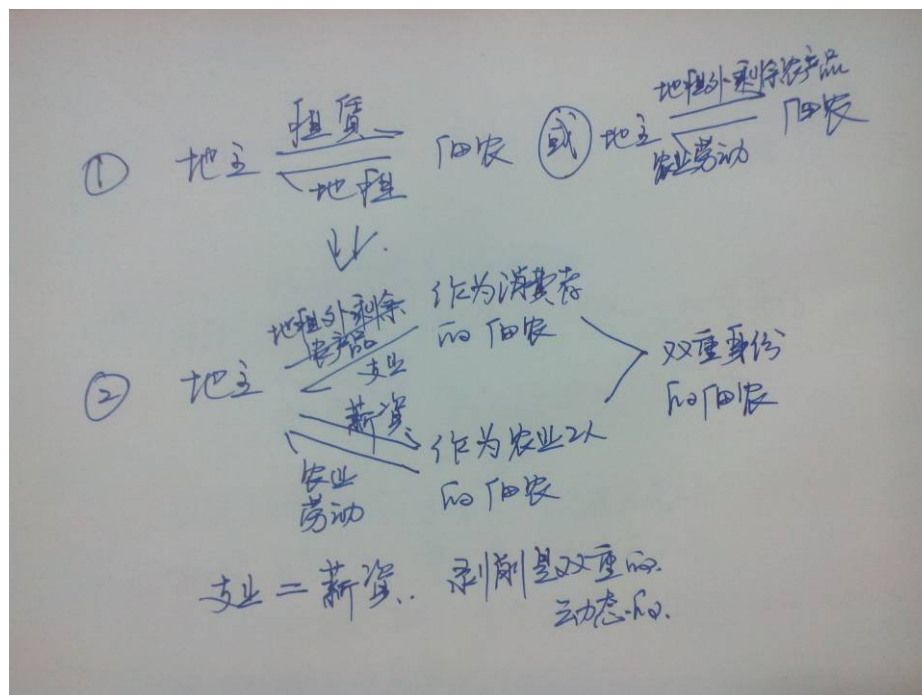 ① 地主 租赁 地租 佃农 或 地主 地租外剩余农产品 农业劳动 佃农
② 地主
地租外剩余
农产品
支出
作为消费者
的佃农
薪资
农业
劳动
作为农业工人
的佃农
双重身份
的佃农
支出=薪资. 剥削是双重的.
动态的.